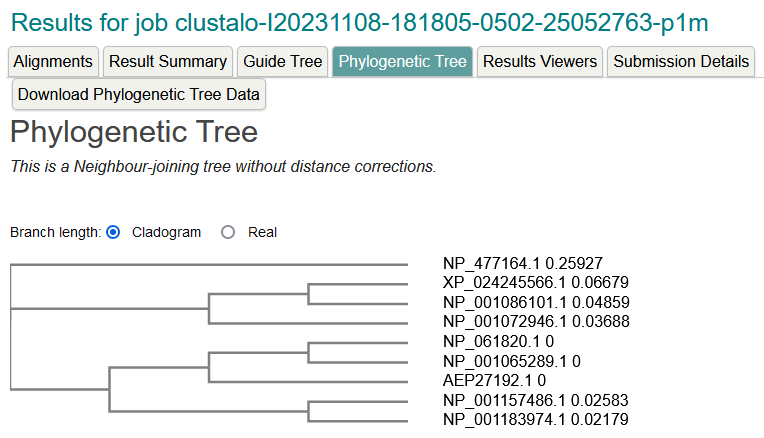 Results for job clustalo-I20231108-181805-0502-25052763-p1m
Alignments Result Summary Guide Tree Phylogenetic Tree Results Viewers Submission Details
Download Phylogenetic Tree Data
Phylogenetic Tree
This is a Neighbour-joining tree without distance corrections.
Branch length: Cladogram Real
NP_477164.1 0.25927
XP_024245566.1 0.06679
NP_001086101.1 0.04859
NP_001072946.1 0.03688
NP_061820.1 0
NP_001065289.1 0
AEP27192.1 0
NP_001157486.1 0.02583
NP_001183974.1 0.02179